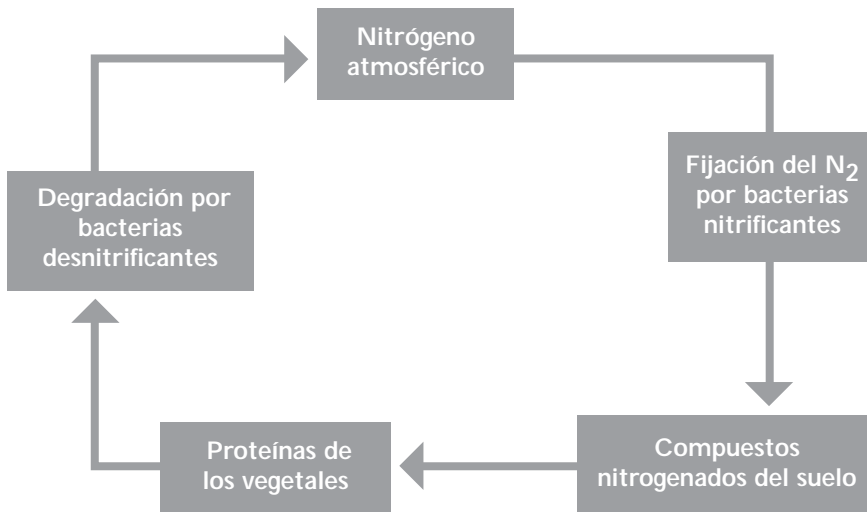 Nitrógeno
atmosférico
Fijación del N2
por bacterias
nitrificantes
Compuestos
nitrogenados del suelo
Proteínas de
los vegetales
Degradación por
bacterias
desnitrificantes